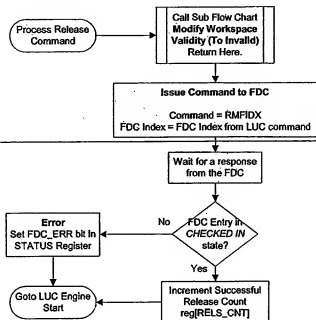 Process Release
Command
Call Sub Flow Chart
Modify Workspace
Validity (To Invalid)
Return Here.
Issue Command to FDC
Command = RMFIDX
FDC Index = FDC Index from LUC command
Wait for a response
from the FDC
Error
Set FDC_ERR bit in
STATUS Register
No
FDC Entry in
CHECKED IN
state?
Yes
Goto LUC Engine
Start
Increment Successful
Release Count
reg[RELS_CNT]